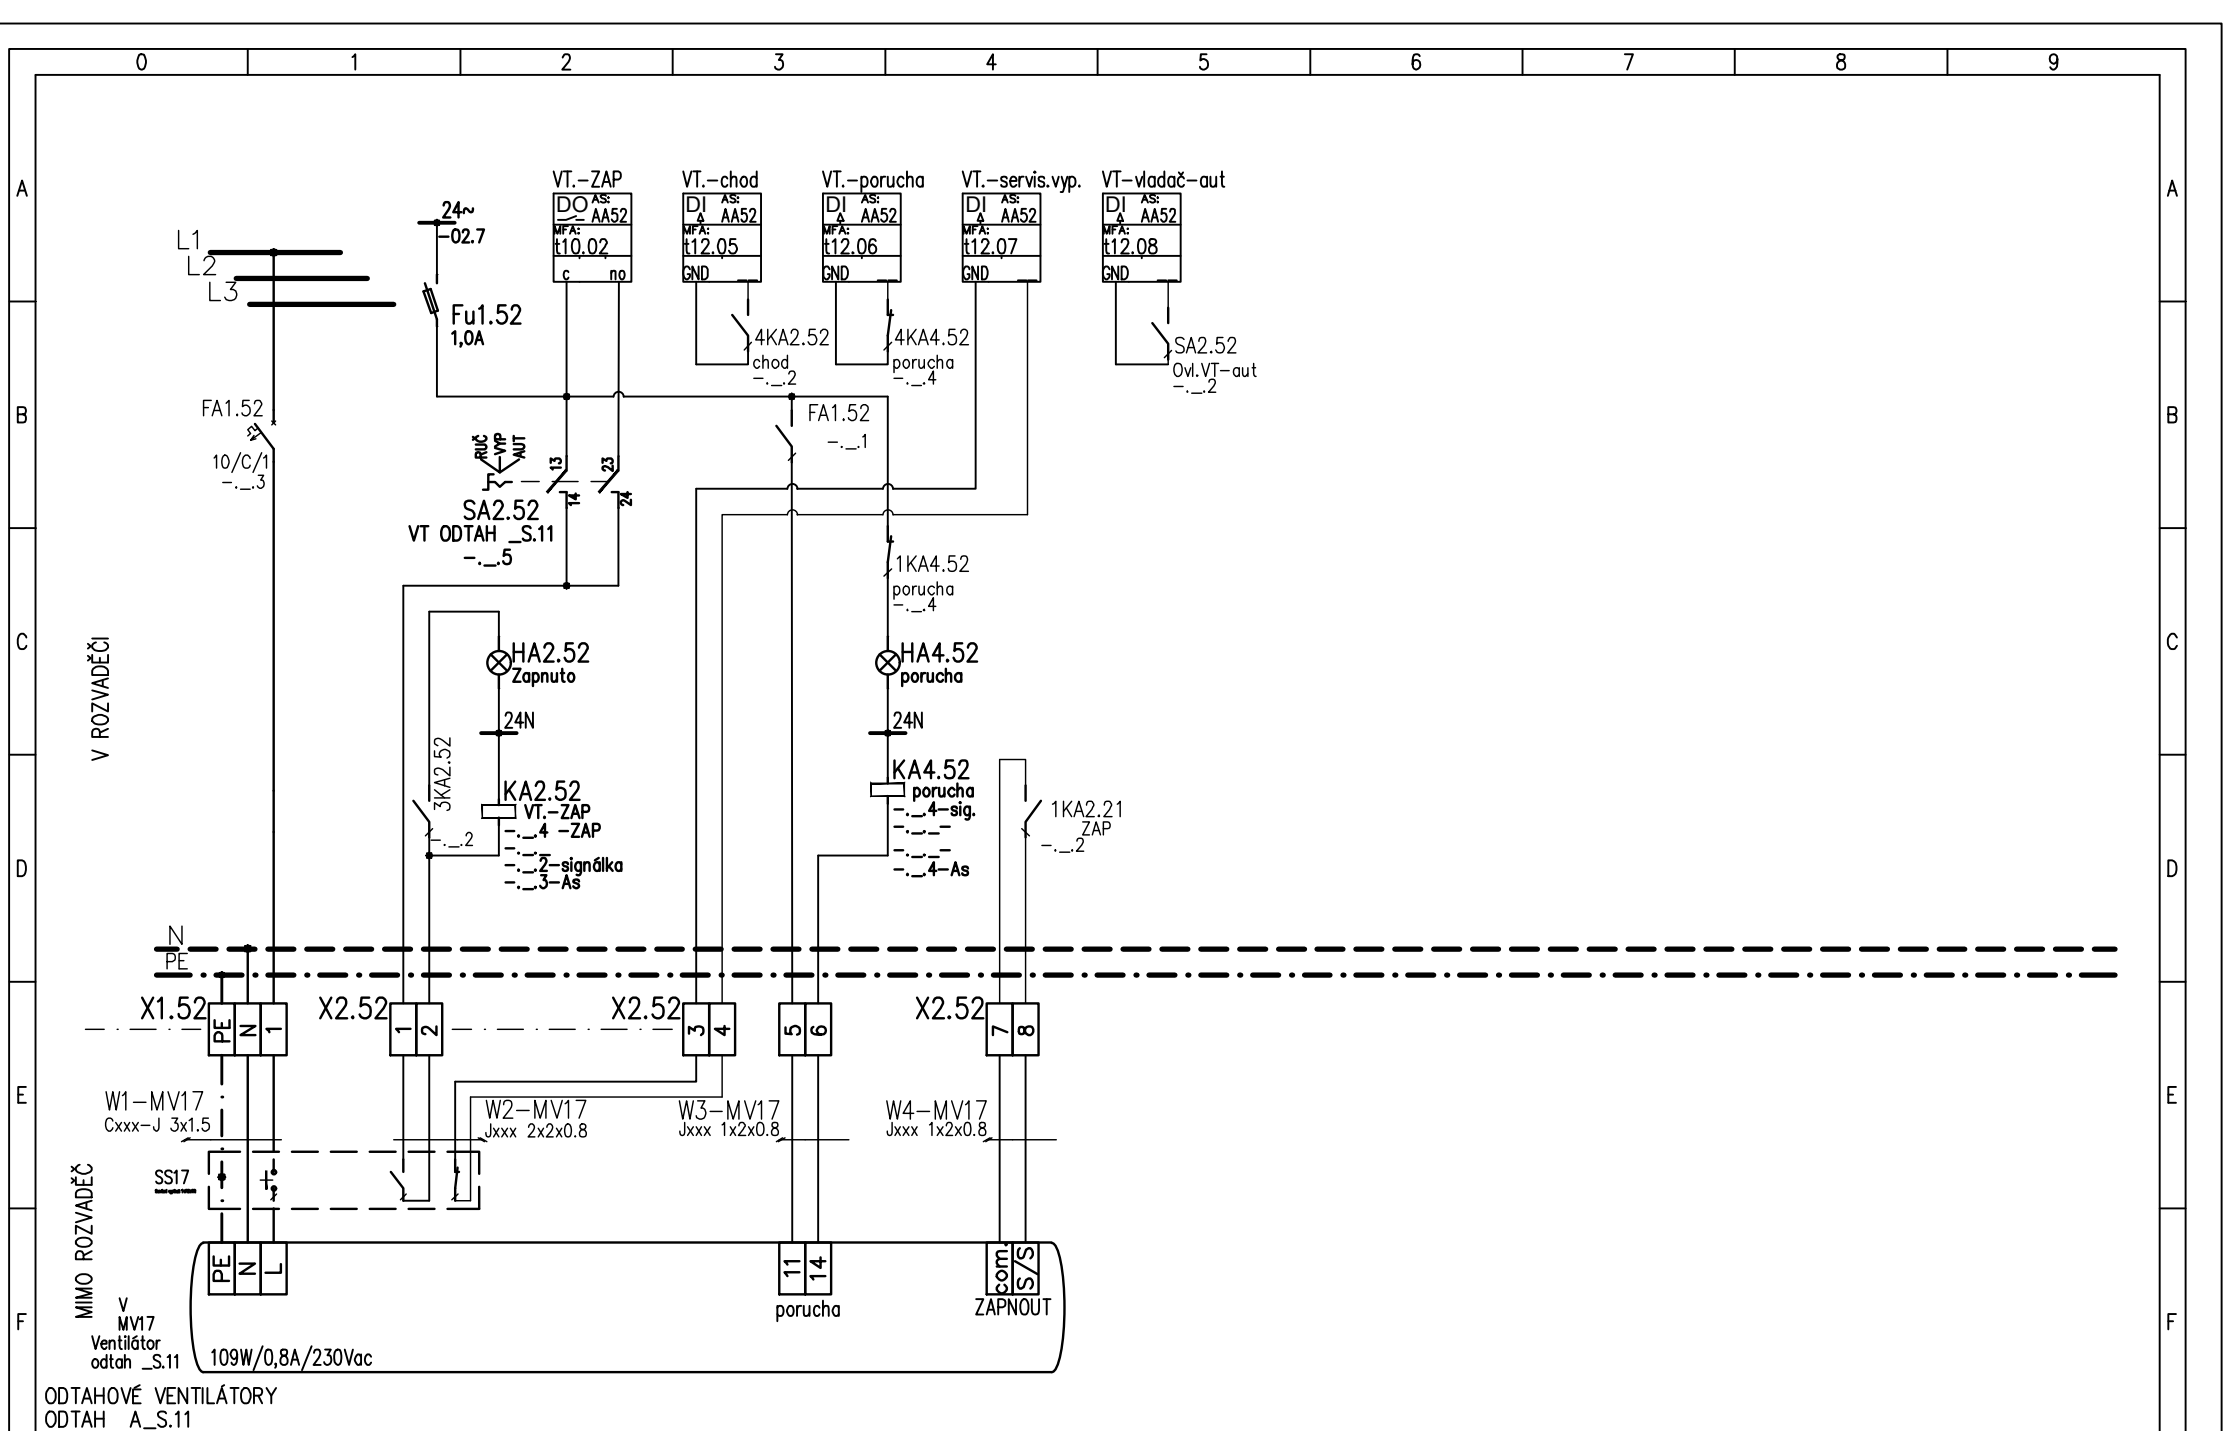 0 1 2 3 4 5 6 7 8 9
A
A
VT.-ZAP
DO AS: AA52
MFA:
t10.02
c no
VT.-chod
DI AS: AA52
MFA:
t12.05
GND __
VT.-porucha
DI AS: AA52
MFA:
t12.06
GND __
VT.-servis.vyp.
DI AS: AA52
MFA:
t12.07
GND __
VT-vladač-aut
DI AS: AA52
MFA:
t12.08
GND __
24~
-02.7
L1
L2
L3
Fu1.52
1,0A
4KA2.52
chod
-._.2
4KA4.52
porucha
-._.4
SA2.52
Ovl.VT-aut
-._.2
B
B
FA1.52
10/C/1
-._.3
FA1.52
-._.1
RUČ
VYP
AUT
13
14
23
24
SA2.52
VT ODTAH _S.11
-._.5
1KA4.52
porucha
-._.4
C
C
V ROZVADĚČI
HA2.52
Zapnuto
24N
HA4.52
porucha
24N
3KA2.52
-._.2
KA2.52
VT.-ZAP
-._.4 -ZAP
-._._
-._.2-signálka
-._.3-As
KA4.52
porucha
-._.4-sig.
-._._-
-._._-
-._.4-As
1KA2.21
ZAP
-._.2
D
D
N
PE
X1.52 PE N 1
X2.52 1 2
X2.52 3 4
5 6
X2.52 7 8
E
E
W1-MV17
Cxxx-J 3x1.5
W2-MV17
Jxxx 2x2x0.8
W3-MV17
Jxxx 1x2x0.8
W4-MV17
Jxxx 1x2x0.8
SS17
MIMO ROZVADĚČ
PE N L
11 14
porucha
com. S/S
ZAPNOUT
F
F
V
MV17
Ventilátor
odtah _S.11
109W/0,8A/230Vac
ODTAHOVÉ VENTILÁTORY
ODTAH A_S.11